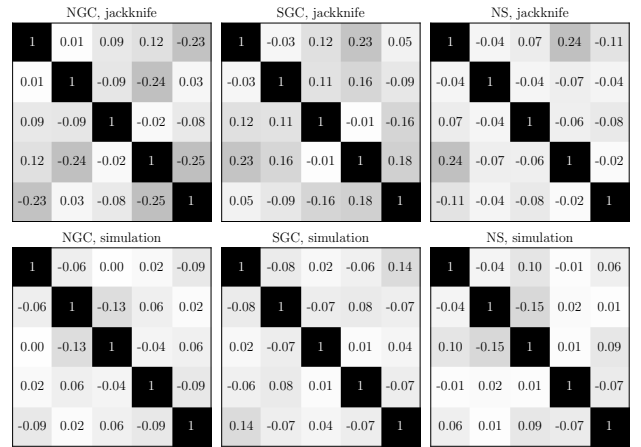 NGC, jackknife SGC, jackknife NS, jackknife
1 0.01 0.09 0.12 -0.23 1 -0.03 0.12 0.23 0.05 1 -0.04 0.07 0.24 -0.11
0.01 1 -0.09 -0.24 0.03 -0.03 1 0.11 0.16 -0.09 -0.04 1 -0.04 -0.07 -0.04
0.09 -0.09 1 -0.02 -0.08 0.12 0.11 1 -0.01 -0.16 0.07 -0.04 1 -0.06 -0.08
0.12 -0.24 -0.02 1 -0.25 0.23 0.16 -0.01 1 0.18 0.24 -0.07 -0.06 1 -0.02
-0.23 0.03 -0.08 -0.25 1 0.05 -0.09 -0.16 0.18 1 -0.11 -0.04 -0.08 -0.02 1
NGC, simulation SGC, simulation NS, simulation
1 -0.06 0.00 0.02 -0.09 1 -0.08 0.02 -0.06 0.14 1 -0.04 0.10 -0.01 0.06
-0.06 1 -0.13 0.06 0.02 -0.08 1 -0.07 0.08 -0.07 -0.04 1 -0.15 0.02 0.01
0.00 -0.13 1 -0.04 0.06 0.02 -0.07 1 0.01 0.04 0.10 -0.15 1 0.01 0.09
0.02 0.06 -0.04 1 -0.09 -0.06 0.08 0.01 1 -0.07 -0.01 0.02 0.01 1 -0.07
-0.09 0.02 0.06 -0.09 1 0.14 -0.07 0.04 -0.07 1 0.06 0.01 0.09 -0.07 1